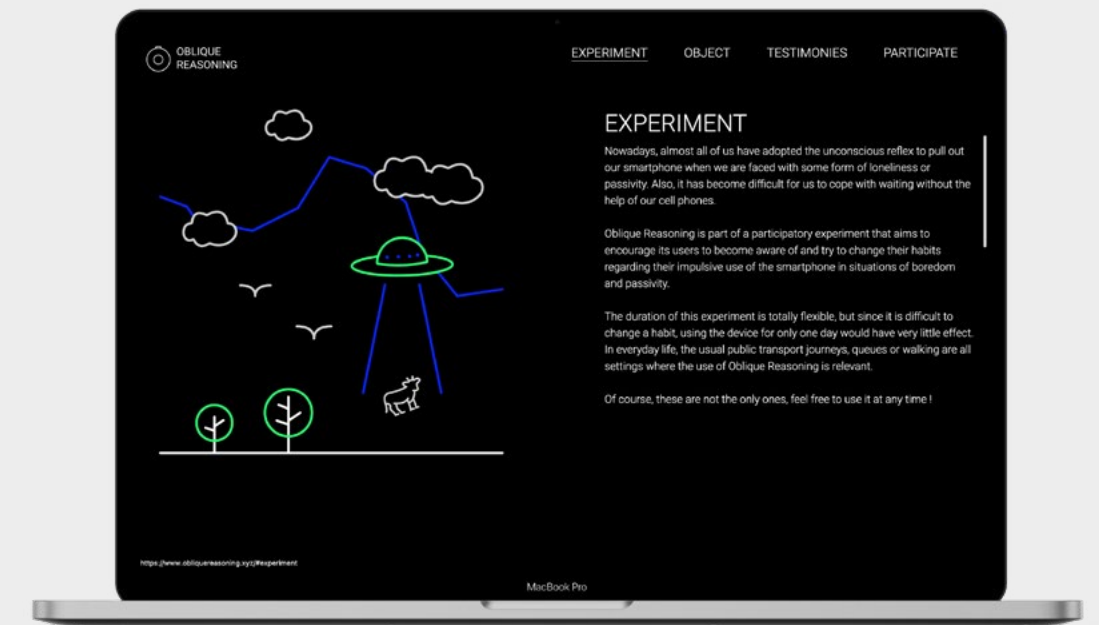 OBLIQUE
REASONING
EXPERIMENT
OBJECT
TESTIMONIES
PARTICIPATE
EXPERIMENT
Nowadays, almost all of us have adopted the unconscious reflex to pull out
our smartphone when we are faced with some form of loneliness or
passivity. Also, it has become difficult for us to cope with waiting without the
help of our cell phones.
Oblique Reasoning is part of a participatory experiment that aims to
encourage its users to become aware of and try to change their habits
regarding their impulsive use of the smartphone in situations of boredom
and passivity.
The duration of this experiment is totally flexible, but since it is difficult to
change a habit, using the device for only one day would have very little effect.
In everyday life, the usual public transport journeys, queues or walking are all
settings where the use of Oblique Reasoning is relevant.
Of course, these are not the only ones, feel free to use it at any time !
https://www.obliquereasoning.xyz/#experiment
MacBook Pro